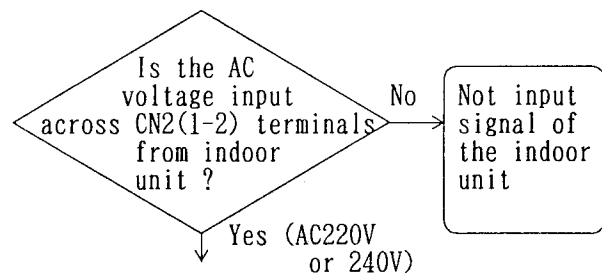 Is the AC
voltage input
across CN2(1-2) terminals
from indoor
unit ?
No
Not input
signal of
the indoor
unit
Yes (AC220V
or 240V)